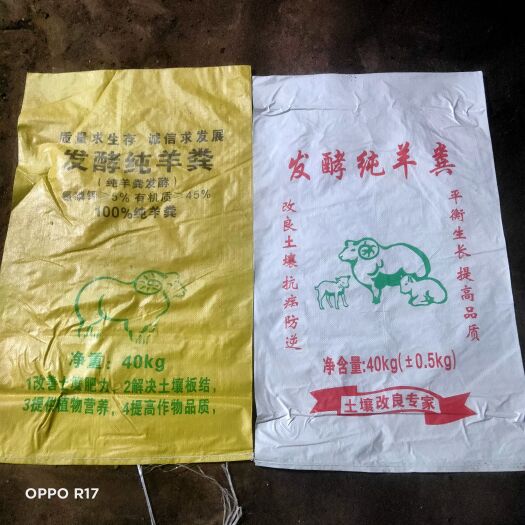 质量求生存 诚信求发展
发酵纯羊粪
(纯羊粪发酵)
氮磷钾≥5% 有机质≥45%
100%纯羊粪
净重: 40kg
1改善土壤肥力, 2解决土壤板结,
3提供植物营养, 4提高作物品质,
发酵纯羊粪
改良土壤抗病防逆
平衡生长提高品质
净含量:40kg(±0.5kg)
土壤改良专家
OPPO R17